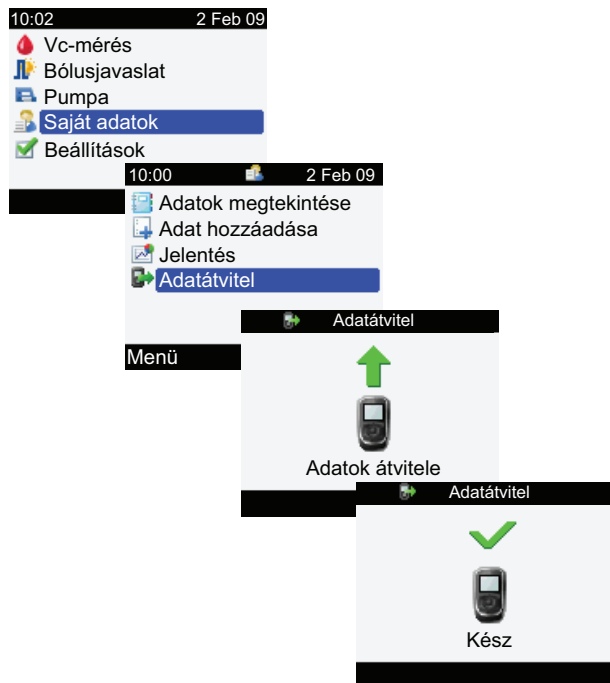 10:02 2 Feb 09
Vc-mérés
Bólusjavaslat
Pumpa
Saját adatok
Beállítások
10:00 2 Feb 09
Adatok megtekintése
Adat hozzáadása
Jelentés
Adatátvitel
Menü
Adatátvitel
Adatok átvitele
Adatátvitel
Kész